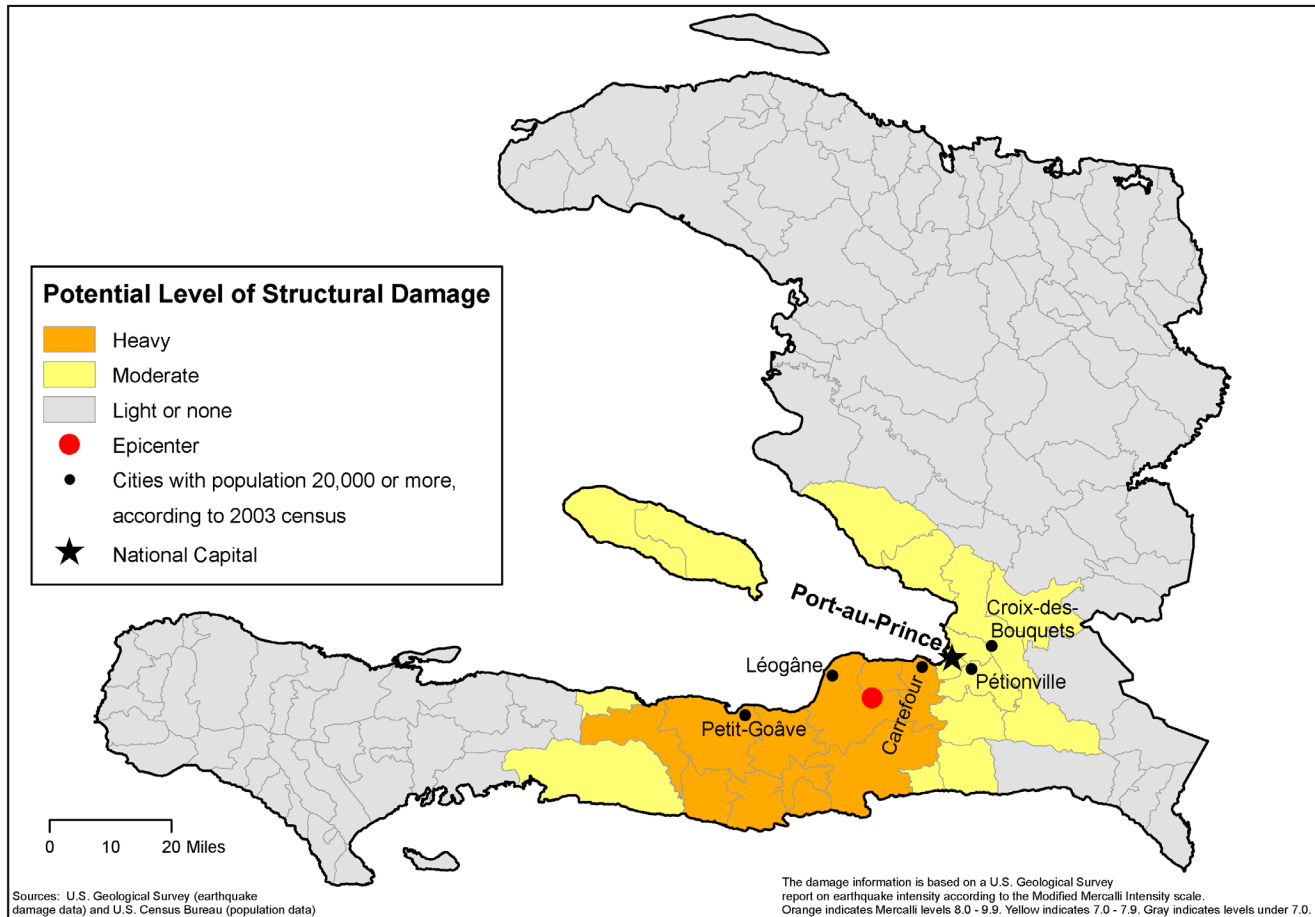 Potential Level of Structural Damage
Heavy
Moderate
Light or none
Epicenter
Cities with population 20,000 or more,
according to 2003 census
National Capital
Port-au-Prince
Croix-des-
Bouquets
Léogâne
Pétionville
Carrefour
Petit-Goâve
0 10 20 Miles
Sources: U.S. Geological Survey (earthquake
damage data) and U.S. Census Bureau (population data)
The damage information is based on a U.S. Geological Survey
report on earthquake intensity according to the Modified Mercalli Intensity scale.
Orange indicates Mercalli levels 8.0 - 9.9. Yellow indicates 7.0 - 7.9. Gray indicates levels under 7.0.